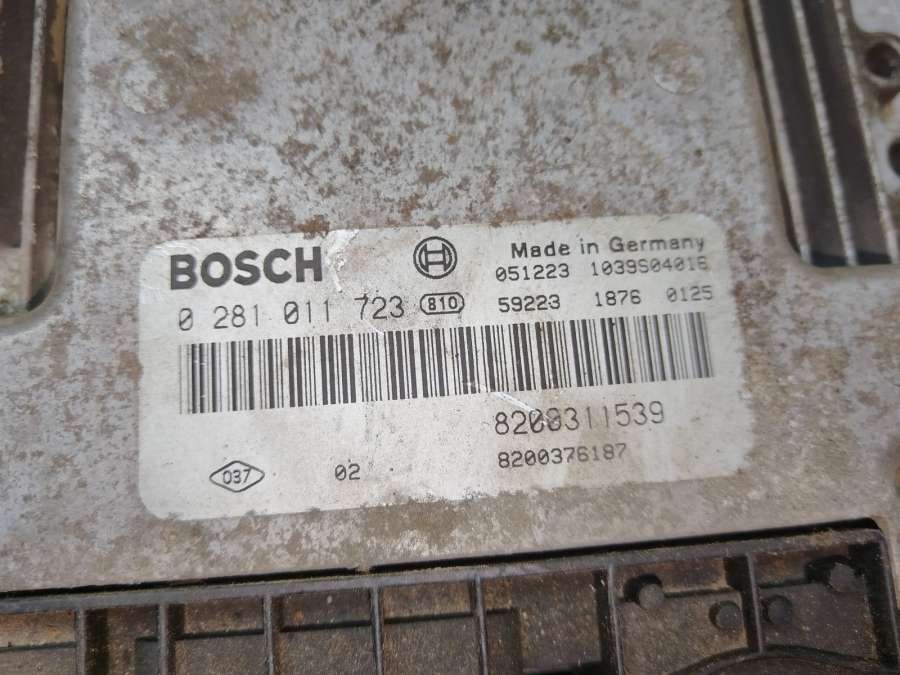 BOSCH
Made in Germany
051223 1039S04016
0 281 011 723 810
59223 1876 0125
8200311539
037 02 8200376187